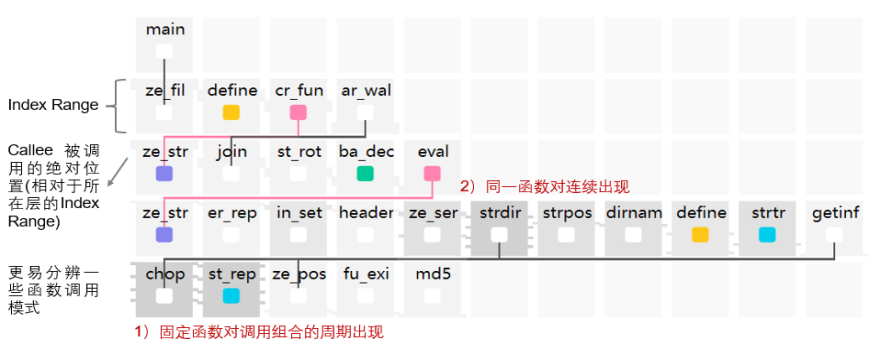 main
ze_fil define cr_fun ar_wal
Index Range
Callee 被调
用的绝对位
置(相对于所
在层的Index
Range)
ze_str join st_rot ba_dec eval
2）同一函数对连续出现
ze_str er_rep in_set header ze_ser strdir strpos dirnam define strtr getinf
更易分辨一
些函数调用
模式
chop st_rep ze_pos fu_exi md5
1）固定函数对调用组合的周期出现